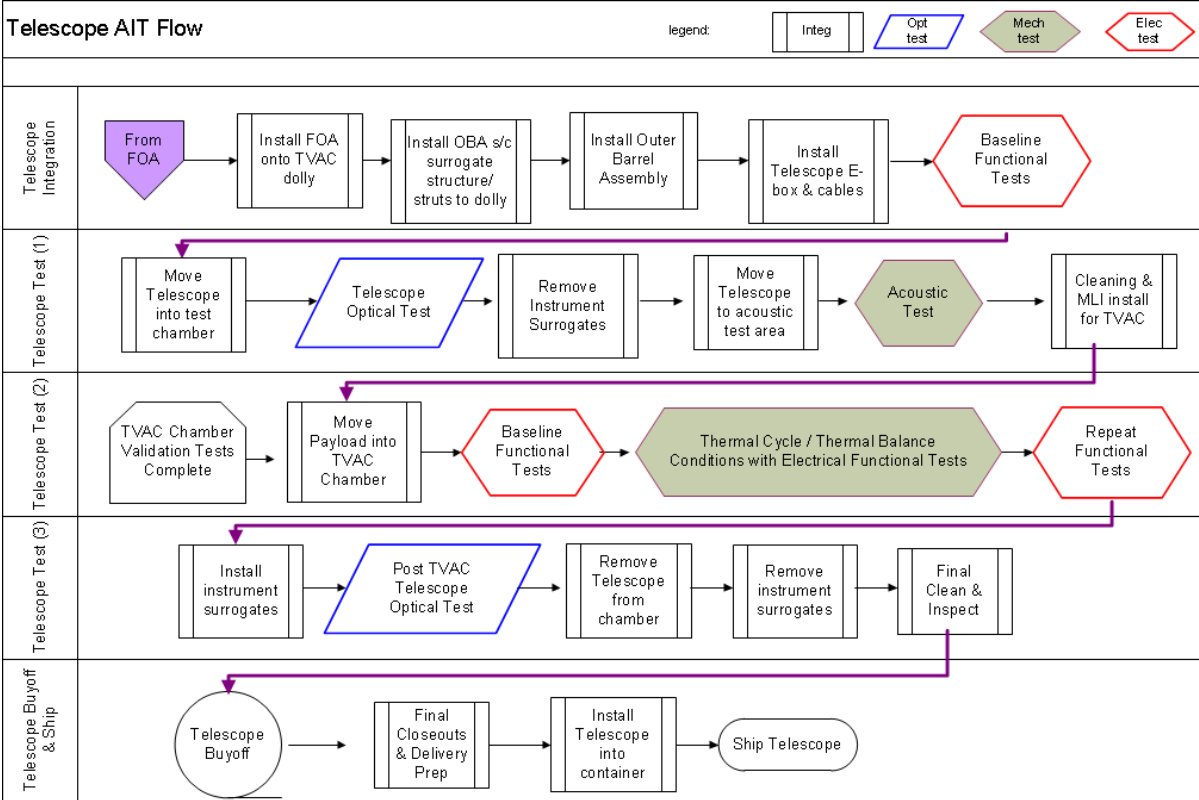 Telescope AIT Flow
legend:
Integ
Opt
test
Mech
test
Elec
test
Telescope
Integration
From
FOA
Install FOA
onto TVAC
dolly
Install OBA s/c
surrogate
structure/
struts to dolly
Install Outer
Barrel
Assembly
Install
Telescope E-
box & cables
Baseline
Functional
Tests
Telescope Test (1)
Move
Telescope
into test
chamber
Telescope
Optical Test
Remove
Instrument
Surrogates
Move
Telescope
to acoustic
test area
Acoustic
Test
Cleaning &
MLI install
for TVAC
Telescope Test (2)
TVAC Chamber
Validation Tests
Complete
Move
Payload into
TVAC
Chamber
Baseline
Functional
Tests
Thermal Cycle / Thermal Balance
Conditions with Electrical Functional Tests
Repeat
Functional
Tests
Telescope Test (3)
Install
instrument
surrogates
Post TVAC
Telescope
Optical Test
Remove
Telescope
from
chamber
Remove
instrument
surrogates
Final
Clean &
Inspect
Telescope Buyoff
& Ship
Telescope
Buyoff
Final
Closeouts
& Delivery
Prep
Install
Telescope
into
container
Ship Telescope